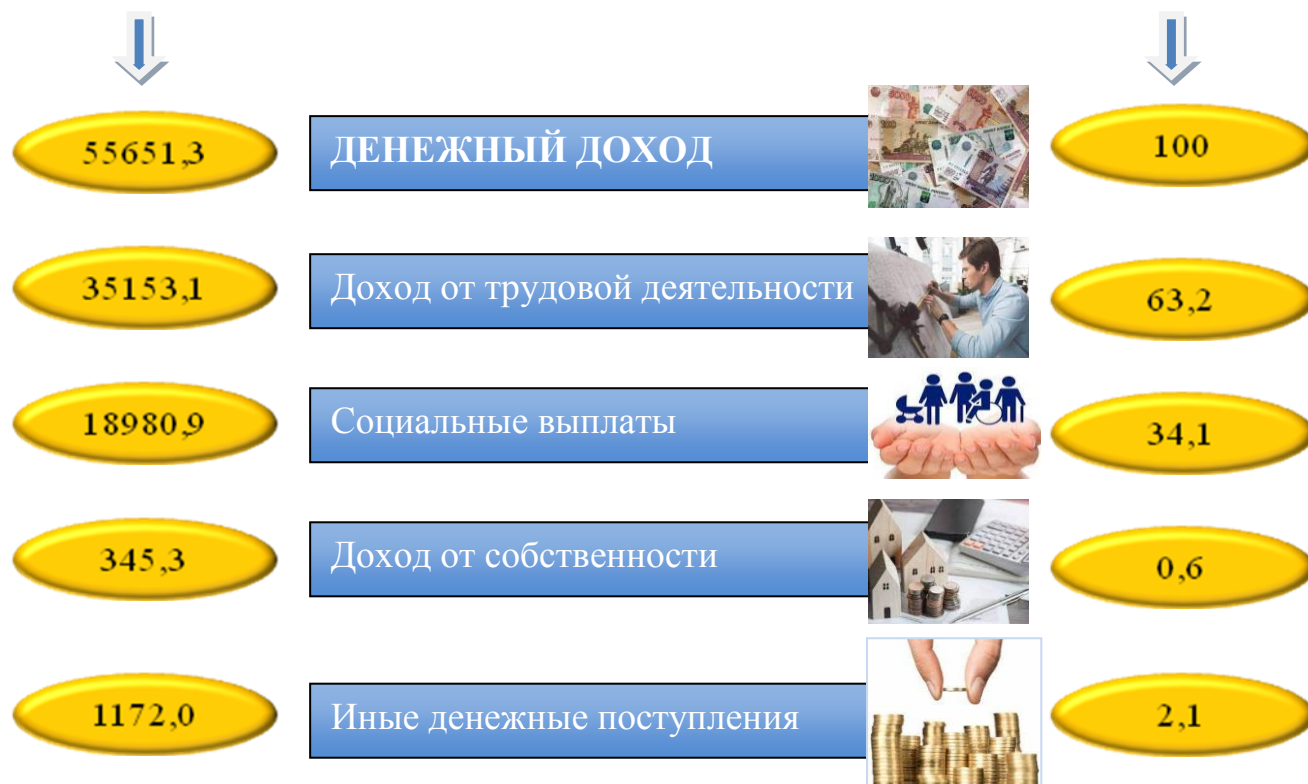 55651,3
ДЕНЕЖНЫЙ ДОХОД
100
35153,1
Доход от трудовой деятельности
63,2
18980,9
Социальные выплаты
34,1
345,3
Доход от собственности
0,6
1172,0
Иные денежные поступления
2,1